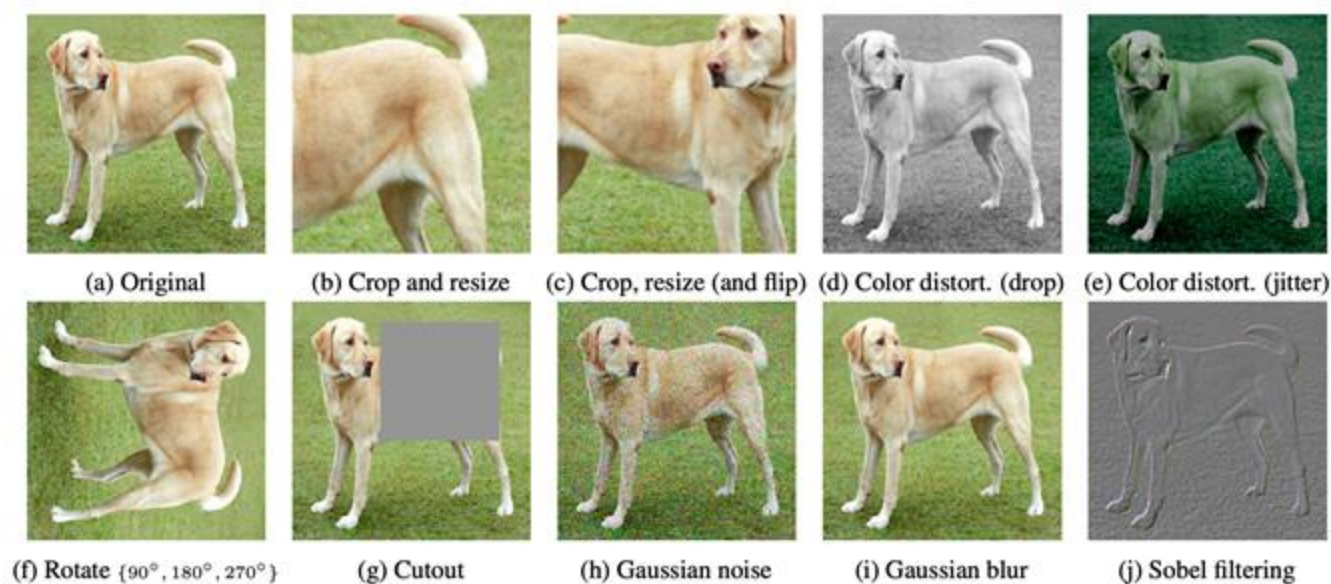 (a) Original
(b) Crop and resize
(c) Crop, resize (and flip)
(d) Color distort. (drop)
(e) Color distort. (jitter)
(f) Rotate {90°, 180°, 270°}
(g) Cutout
(h) Gaussian noise
(i) Gaussian blur
(j) Sobel filtering